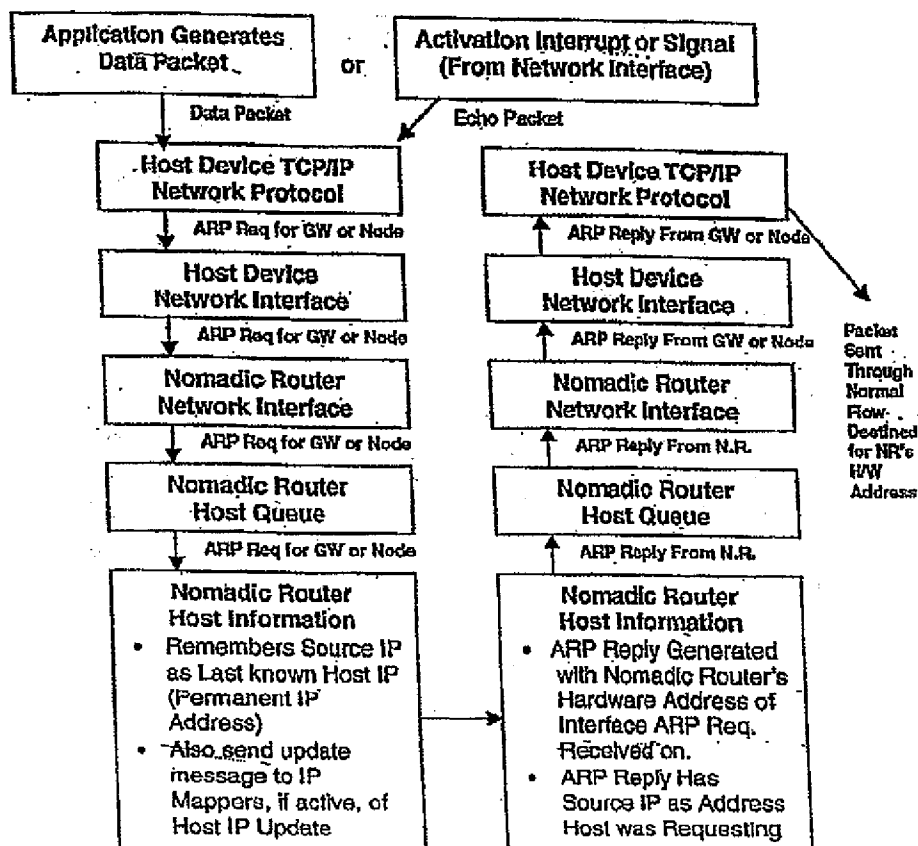 Application Generates
Data Packet
or
Activation Interrupt or Signal
(From Network Interface)
Data Packet
Echo Packet
Host Device TCP/IP
Network Protocol
ARP Req for GW or Node
Host Device
Network Interface
ARP Req for GW or Node
Nomadic Router
Network Interface
ARP Req for GW or Node
Nomadic Router
Host Queue
ARP Req for GW or Node
Nomadic Router
Host Information
• Remembers Source IP
as Last known Host IP
(Permanent IP
Address)
• Also send update
message to IP
Mappers, if active, of
Host IP Update
Host Device TCP/IP
Network Protocol
ARP Reply From GW or Node
Host Device
Network Interface
ARP Reply From GW or Node
Nomadic Router
Network Interface
ARP Reply From N.R.
Nomadic Router
Host Queue
ARP Reply From N.R.
Nomadic Router
Host Information
• ARP Reply Generated
with Nomadic Router's
Hardware Address of
Interface ARP Req.
Received on.
• ARP Reply Has
Source IP as Address
Host was Requesting
Packet
Sent
Through
Normal
Flow
Destined
for NR's
H/W
Address